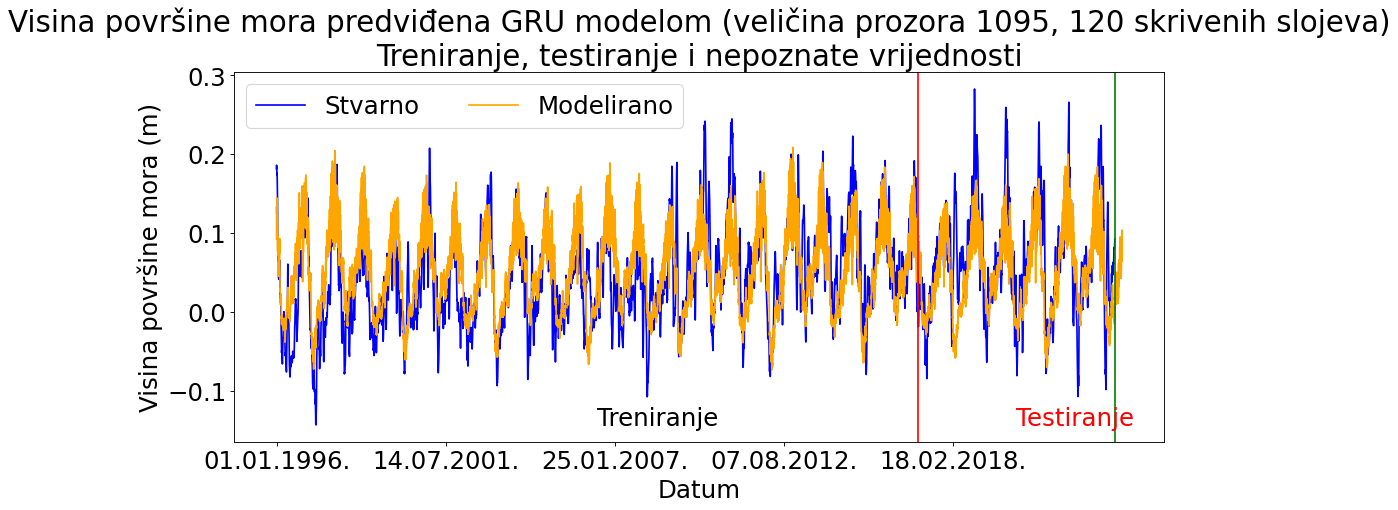 Visina površine mora predviđena GRU modelom (veličina prozora 1095, 120 skrivenih slojeva)
Treniranje, testiranje i nepoznate vrijednosti
Stvarno
Modelirano
Visina površine mora (m)
0.3
0.2
0.1
0.0
−0.1
Treniranje
Testiranje
01.01.1996.
14.07.2001.
25.01.2007.
07.08.2012.
18.02.2018.
Datum